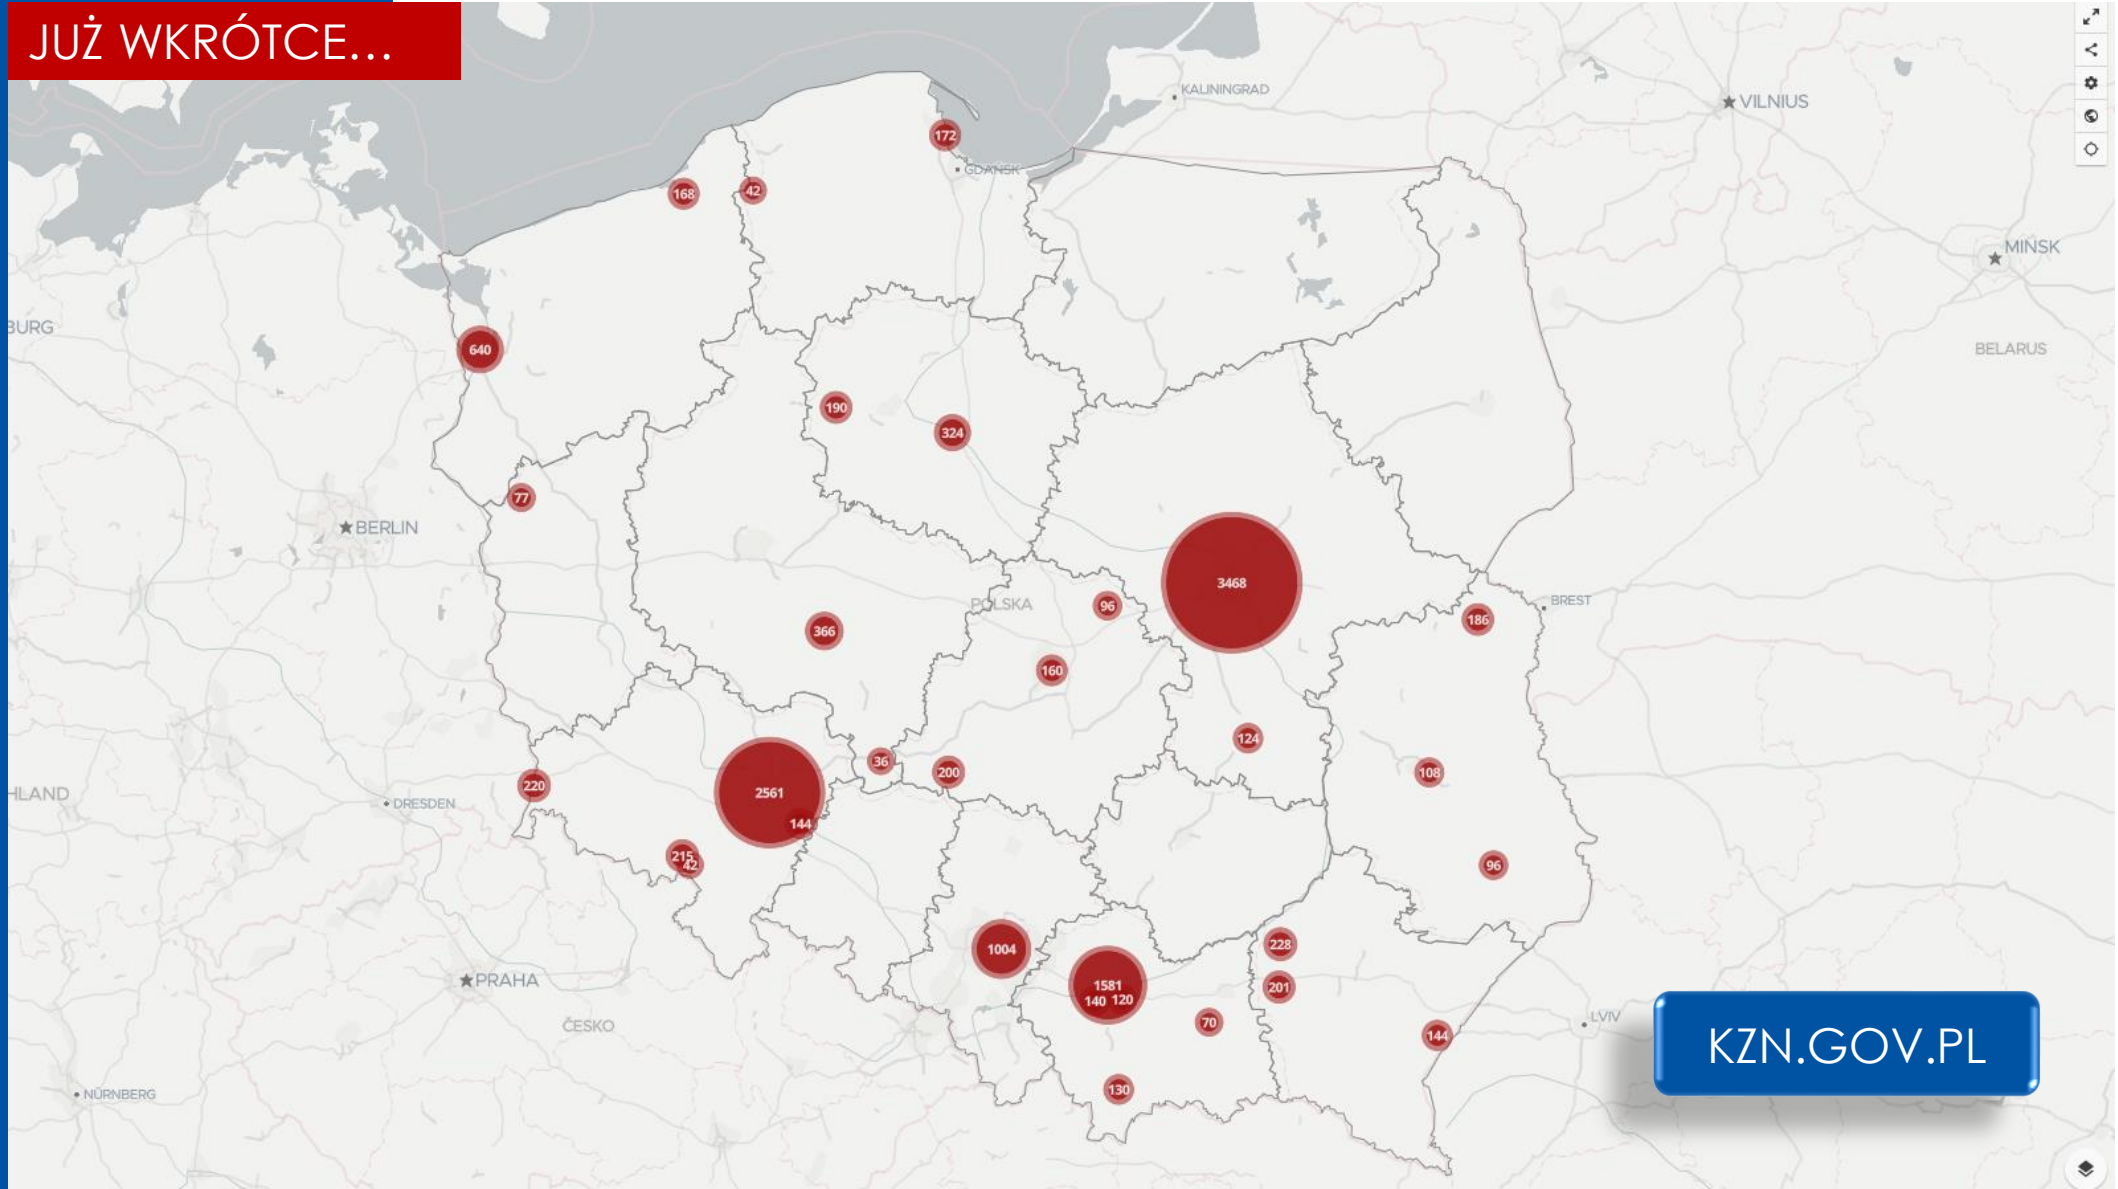 JUŻ WKRÓTCE...
KALININGRAD
VILNIUS
172
GDAŃSK
168
42
MINSK
BURG
640
BELARUS
190
324
77
BERLIN
3468
POLSKA
96
BREST
186
366
160
124
36
200
108
220
2561
HLAND
DRESDEN
144
215
42
96
228
1004
PRAHA
1581
201
140 120
ČESKO
70
LVIV
144
KZN.GOV.PL
130
NÜRNBERG